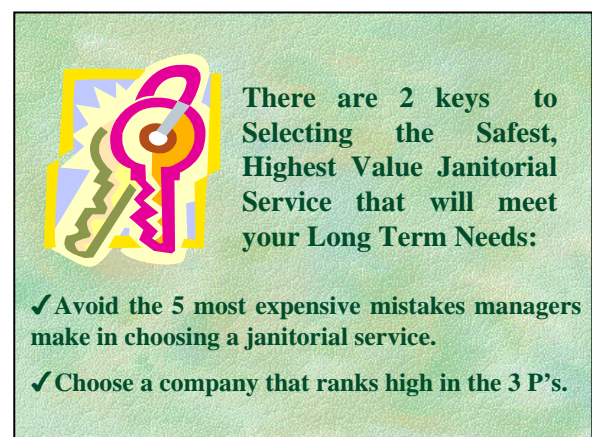 There are 2 keys to
Selecting the Safest,
Highest Value Janitorial
Service that will meet
your Long Term Needs:
✓Avoid the 5 most expensive mistakes managers
make in choosing a janitorial service.
✓Choose a company that ranks high in the 3 P's.